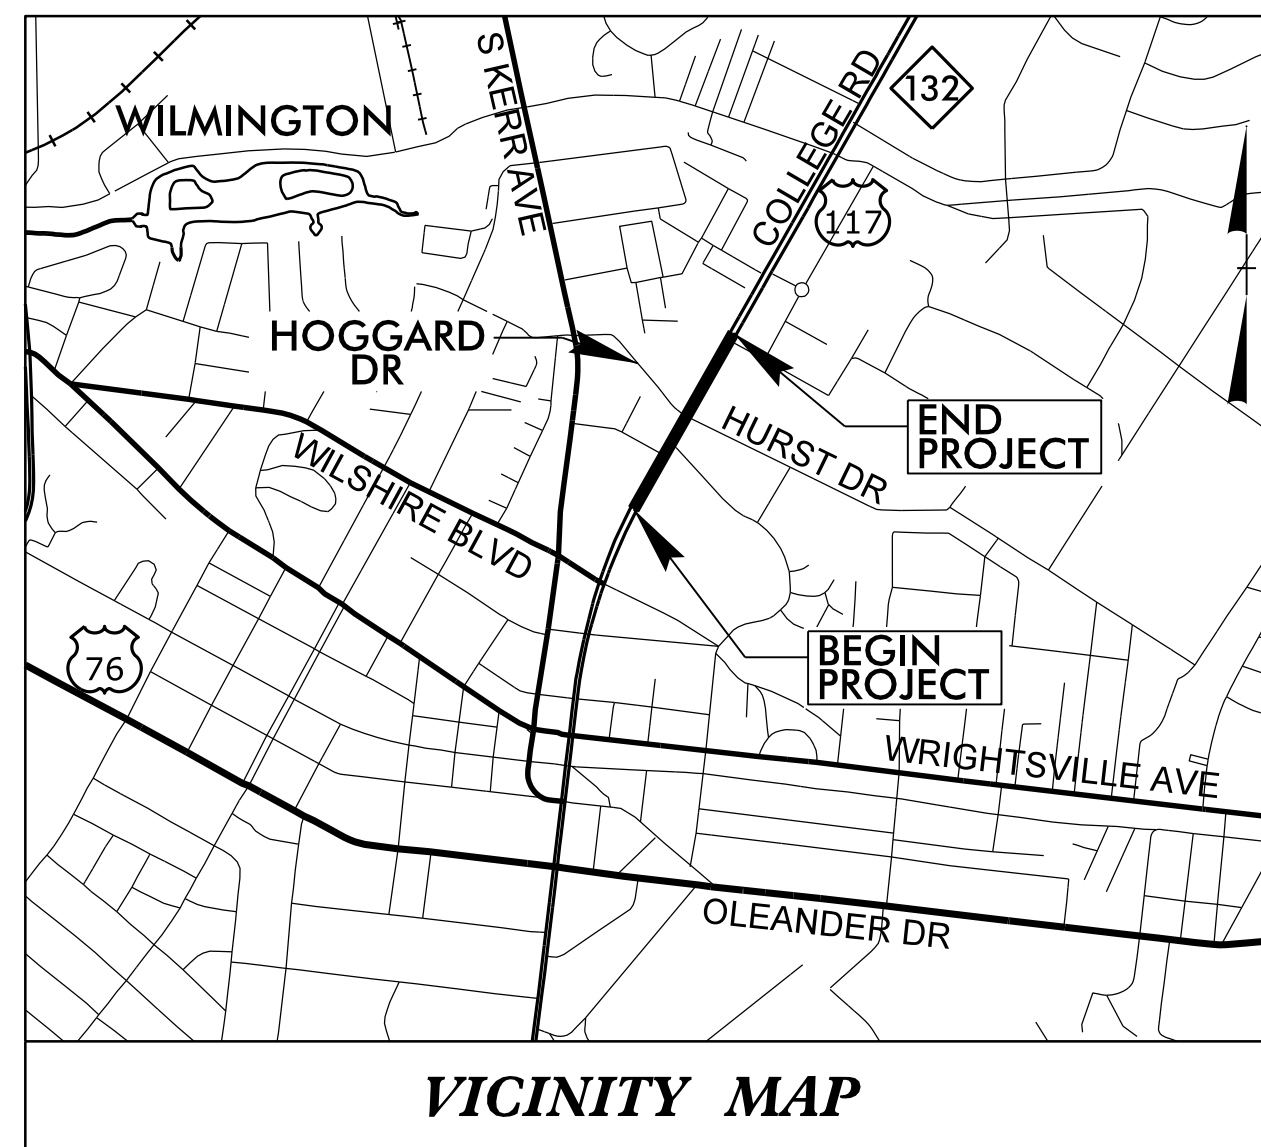 S KERR AVE
COLLEGE RD
132
WILMINGTON
117
HOGGARD
DR
END
PROJECT
HURST DR
WILSHIRE BLVD
76
BEGIN
PROJECT
WRIGHTSVILLE AVE
OLEANDER DR
VICINITY MAP